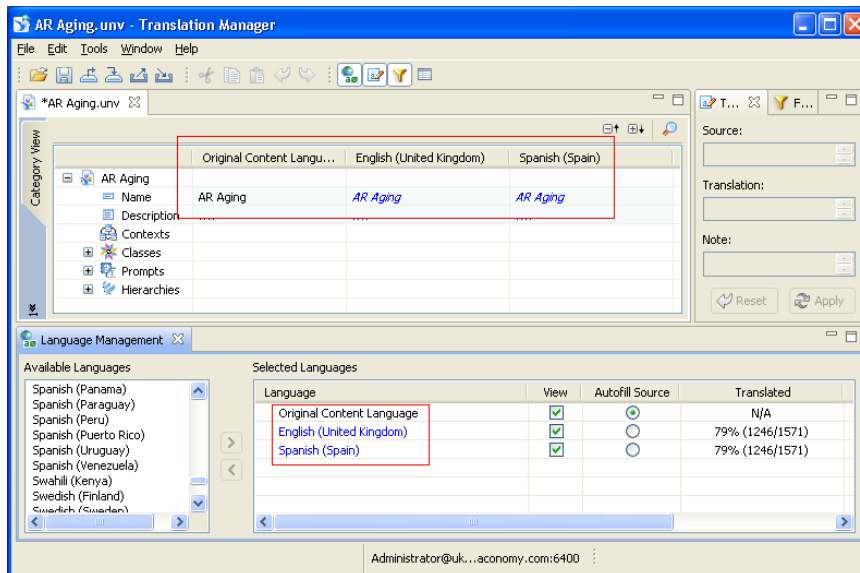 AR Aging.unv - Translation Manager
File Edit Tools Window Help
*AR Aging.unv
T... F...
Category View
Original Content Langu... English (United Kingdom) Spanish (Spain)
AR Aging
Name AR Aging AR Aging AR Aging
Description
Contexts
Classes
Prompts
Hierarchies
Source:
Translation:
Note:
Reset Apply
Language Management
Available Languages
Spanish (Panama)
Spanish (Paraguay)
Spanish (Peru)
Spanish (Puerto Rico)
Spanish (Uruguay)
Spanish (Venezuela)
Swahili (Kenya)
Swedish (Finland)
Swedish (Sweden)
Selected Languages
Language View Autofill Source Translated
Original Content Language N/A
English (United Kingdom) 79% (1246/1571)
Spanish (Spain) 79% (1246/1571)
Administrator@uk...aconomy.com:6400